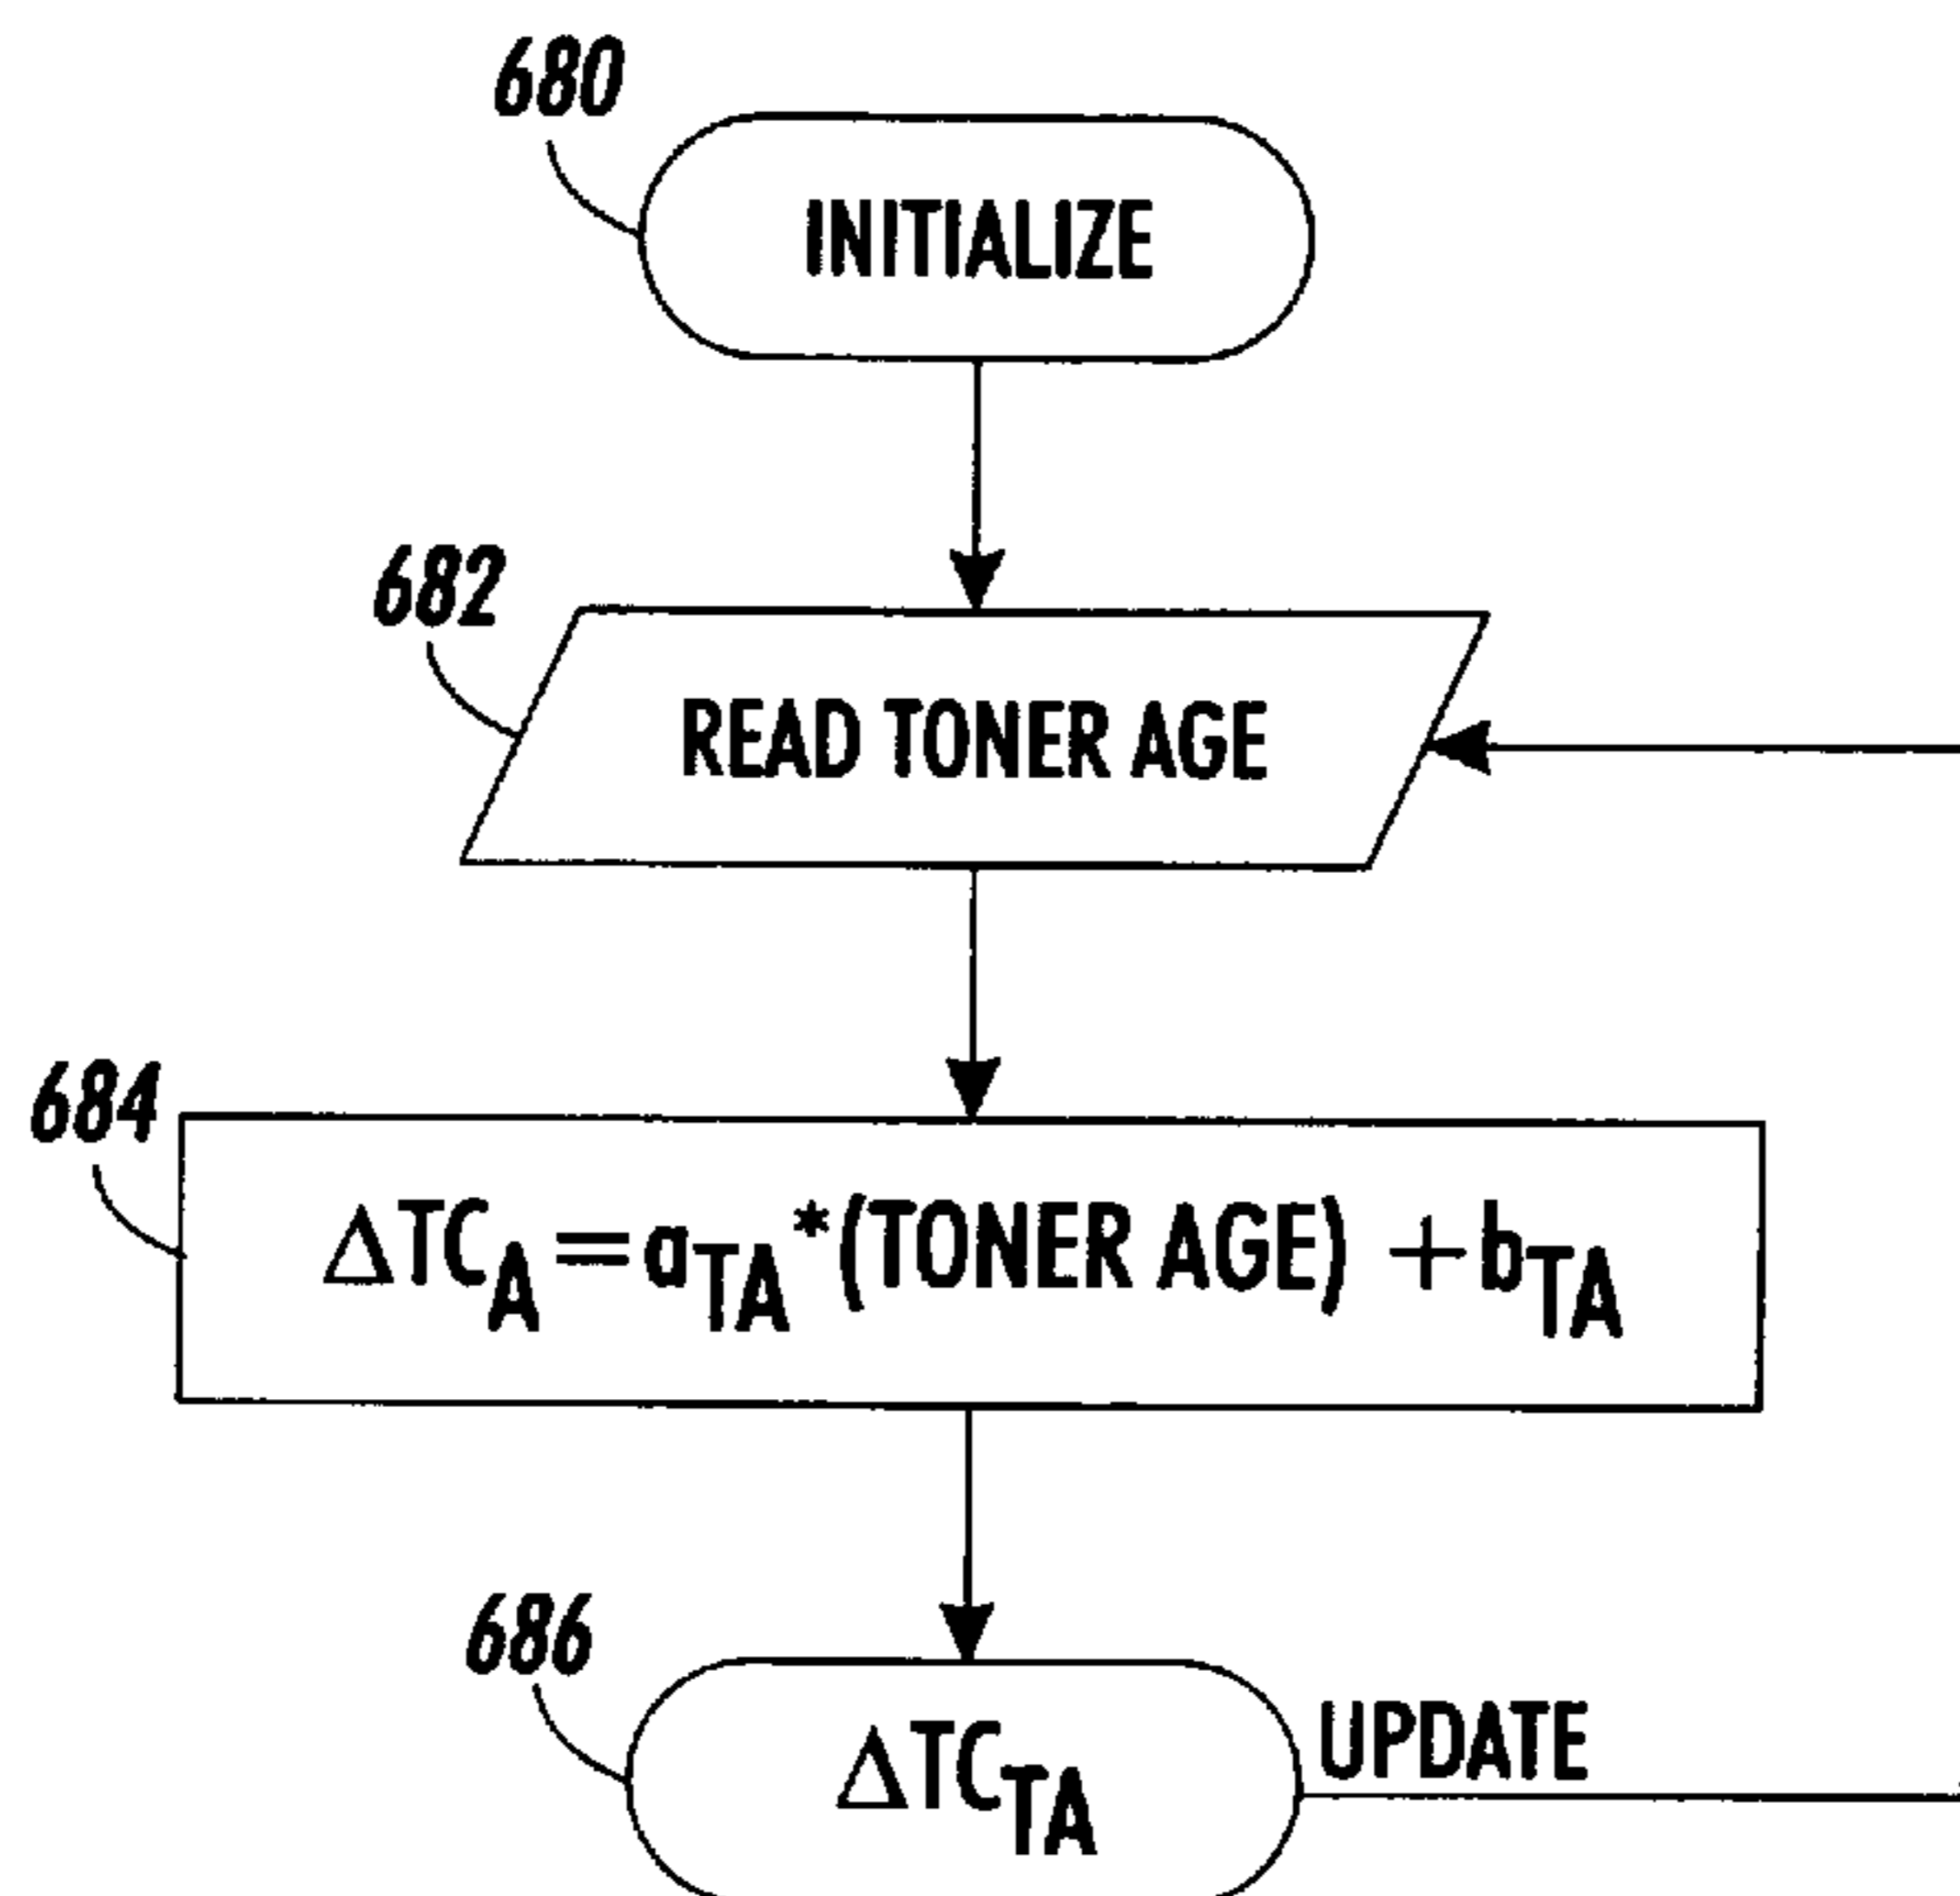 680
INITIALIZE
682
READ TONER AGE
684
ΔTC_A = a_TA *(TONER AGE) + b_TA
686
ΔTC_TA
UPDATE